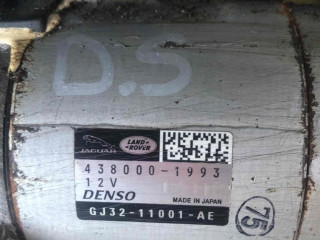 D.S
JAGUAR
LAND-
ROVER
438000-1993
12V
DENSO
MADE IN JAPAN
GJ32-11001-AE
75